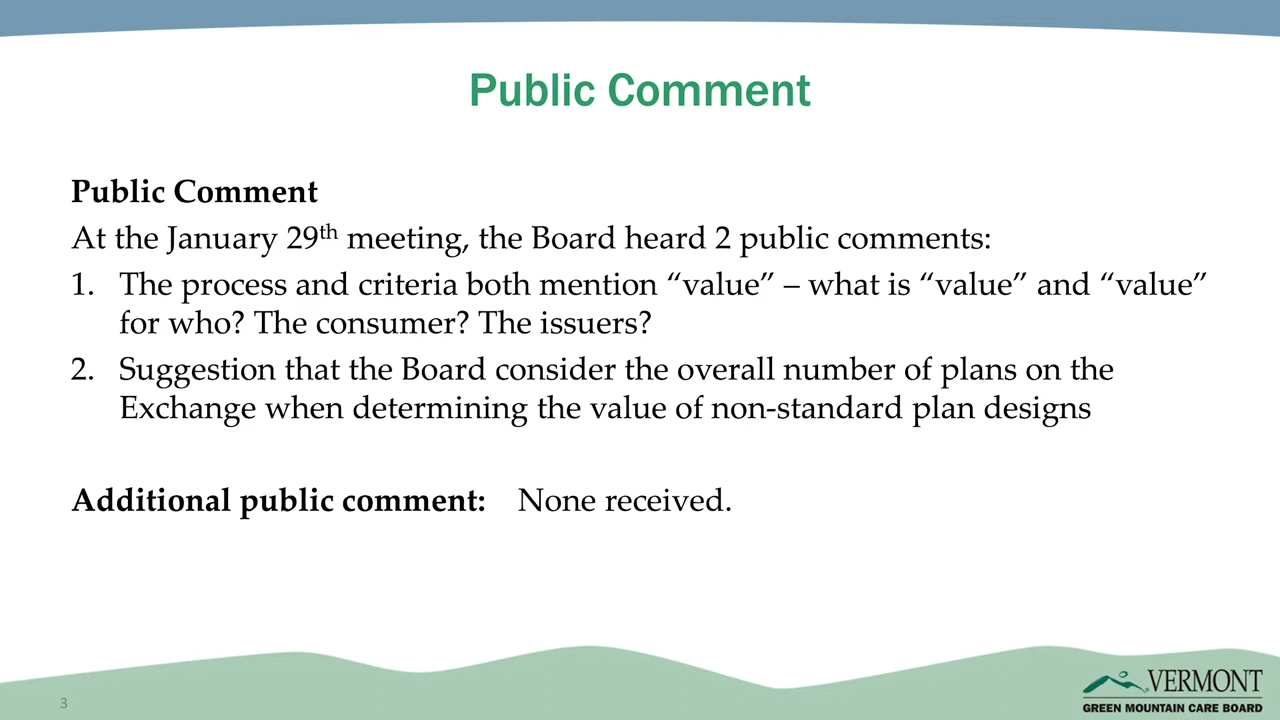 Public Comment
Public Comment
At the January 29th meeting, the Board heard 2 public comments:
1. The process and criteria both mention “value” – what is “value” and “value”
for who? The consumer? The issuers?
2. Suggestion that the Board consider the overall number of plans on the
Exchange when determining the value of non-standard plan designs
Additional public comment: None received.
3
VERMONT
GREEN MOUNTAIN CARE BOARD